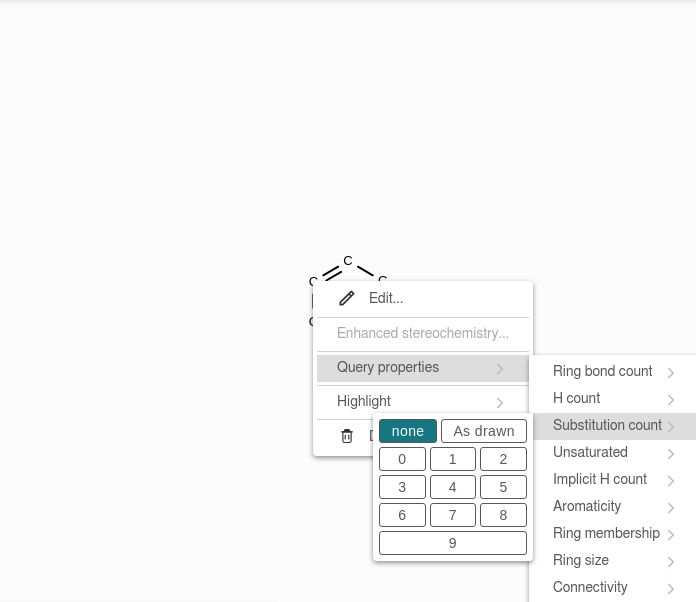 C
C
C
C
Edit...
Enhanced stereochemistry...
Query properties
Highlight
Ring bond count
H count
Substitution count
Unsaturated
Implicit H count
Aromaticity
Ring membership
Ring size
Connectivity
none
As drawn
0 1 2
3 4 5
6 7 8
9